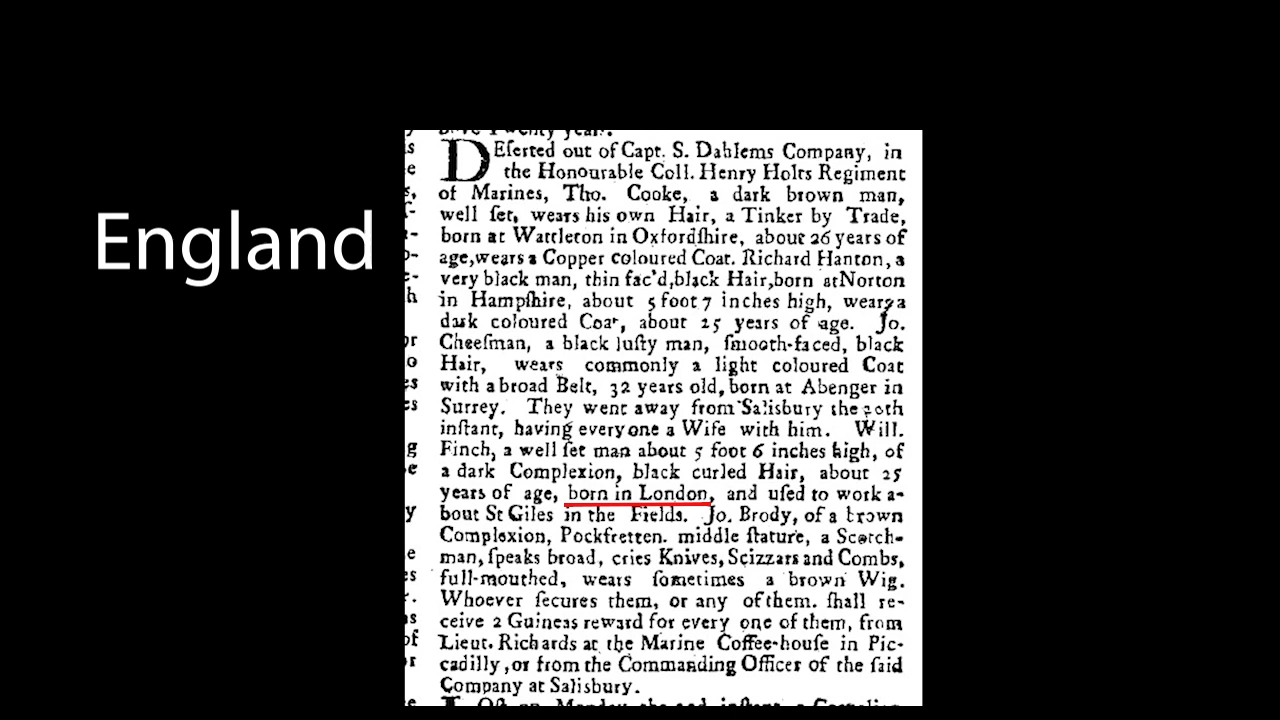 England
Deserted out of Capt. S. Dahlems Company, in
the Honourable Coll. Henry Holts Regiment
of Marines, Tho. Cooke, a dark brown man,
well ſet, wears his own Hair, a Tinker by Trade,
born at Watleton in Oxfordſhire, about 26 years of
age,wears a Copper coloured Coat. Richard Hanton, a
very black man, thin fac'd,black Hair,born at Norton
in Hampſhire, about 5 foot 7 inches high, wears a
dark coloured Coat, about 25 years of age. Jo.
Cheeſman, a black luſty man, ſmooth-faced, black
Hair, wears commonly a light coloured Coat
with a broad Belt, 32 years old, born at Abenger in
Surrey. They went away from Salisbury the 20th
inſtant, having every one a Wife with him. Will.
Finch, a well ſet man about 5 foot 6 inches high, of
a dark Complexion, black curled Hair, about 25
years of age, born in London, and uſed to work a-
bout St Giles in the Fields. Jo. Brody, of a brown
Complexion, Pockfretten. middle ſtature, a Scotch-
man, ſpeaks broad, cries Knives, Scizzars and Combs,
full-mouthed, wears ſometimes a brown Wig.
Whoever ſecures them, or any of them. ſhall re-
ceive 2 Guiness reward for every one of them, from
Lieut. Richards at the Marine Coffee-houſe in Pic-
cadilly ,or from the Commanding Officer of the ſaid
Company at Salisbury.